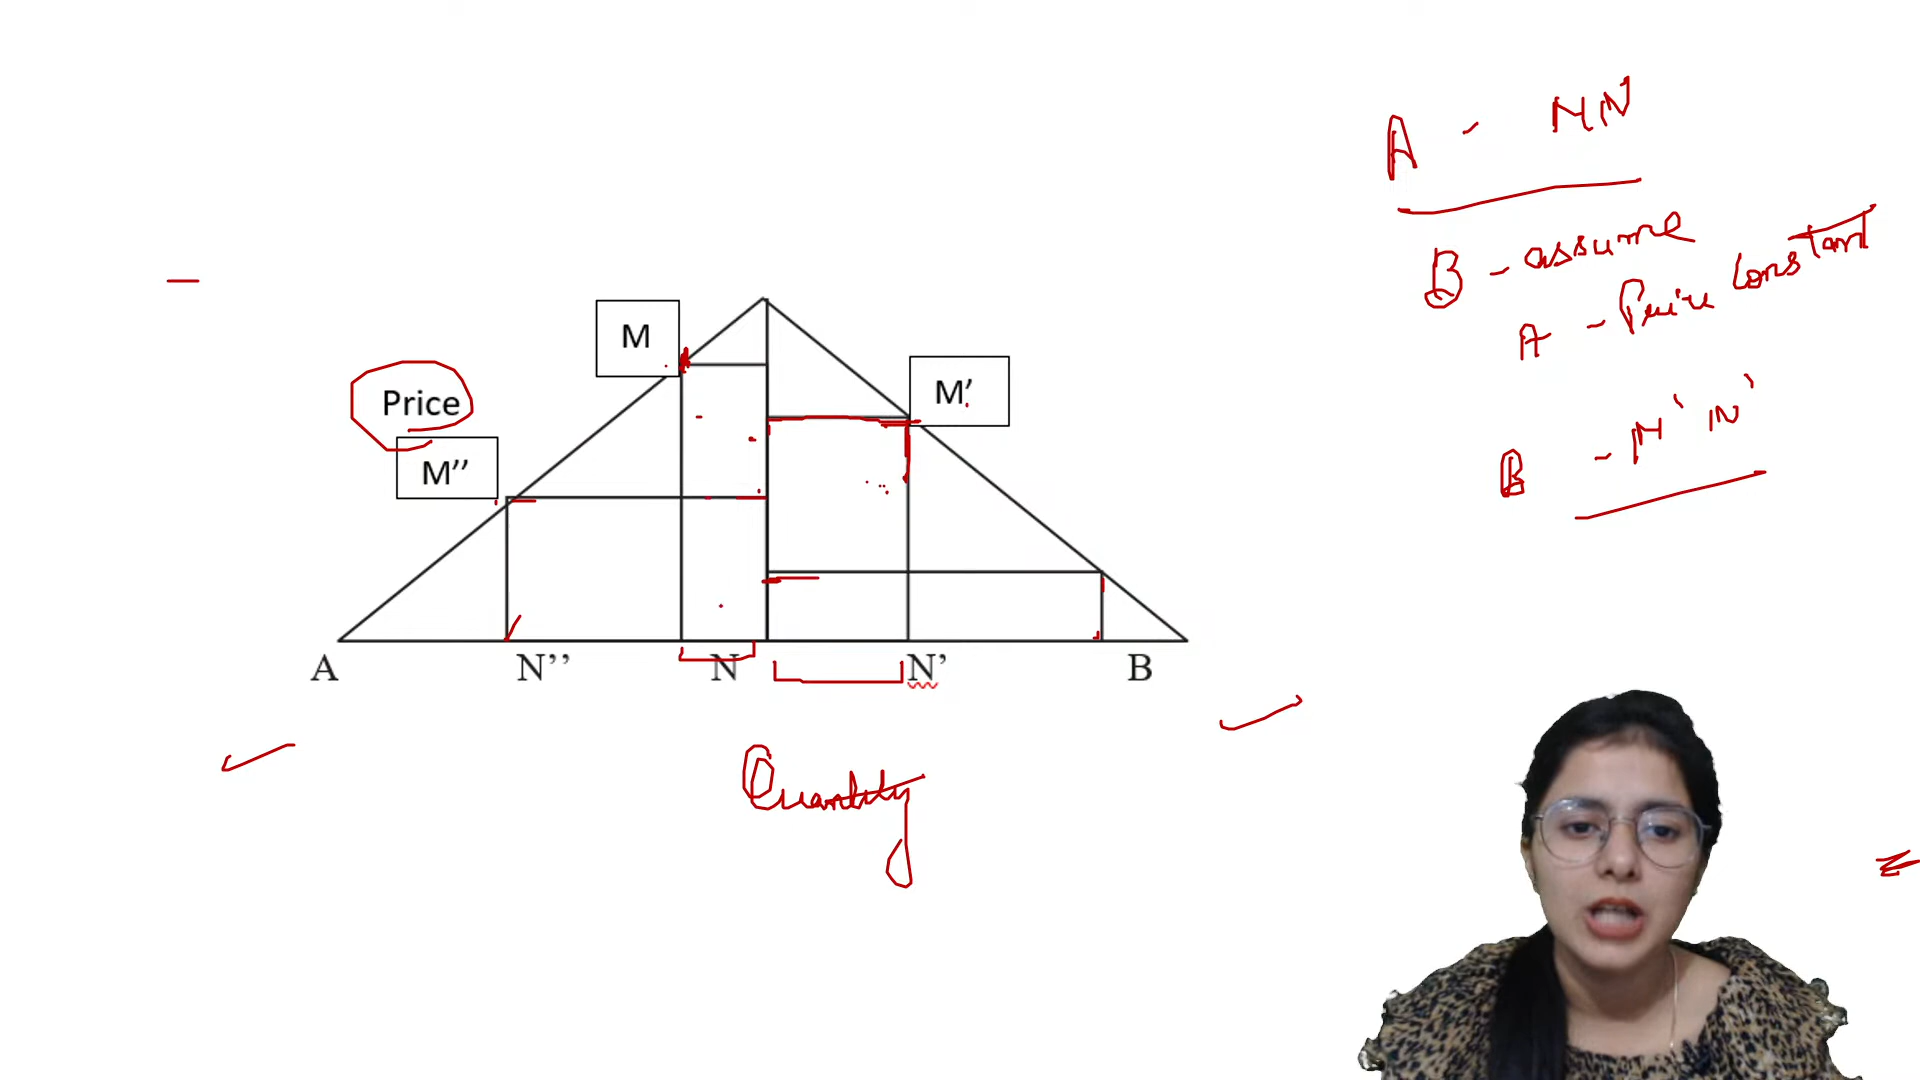 A - MN
B - assume
A - Price Constant
B - M' N'
M
M'
Price
M''
A N'' N N' B
Quantity